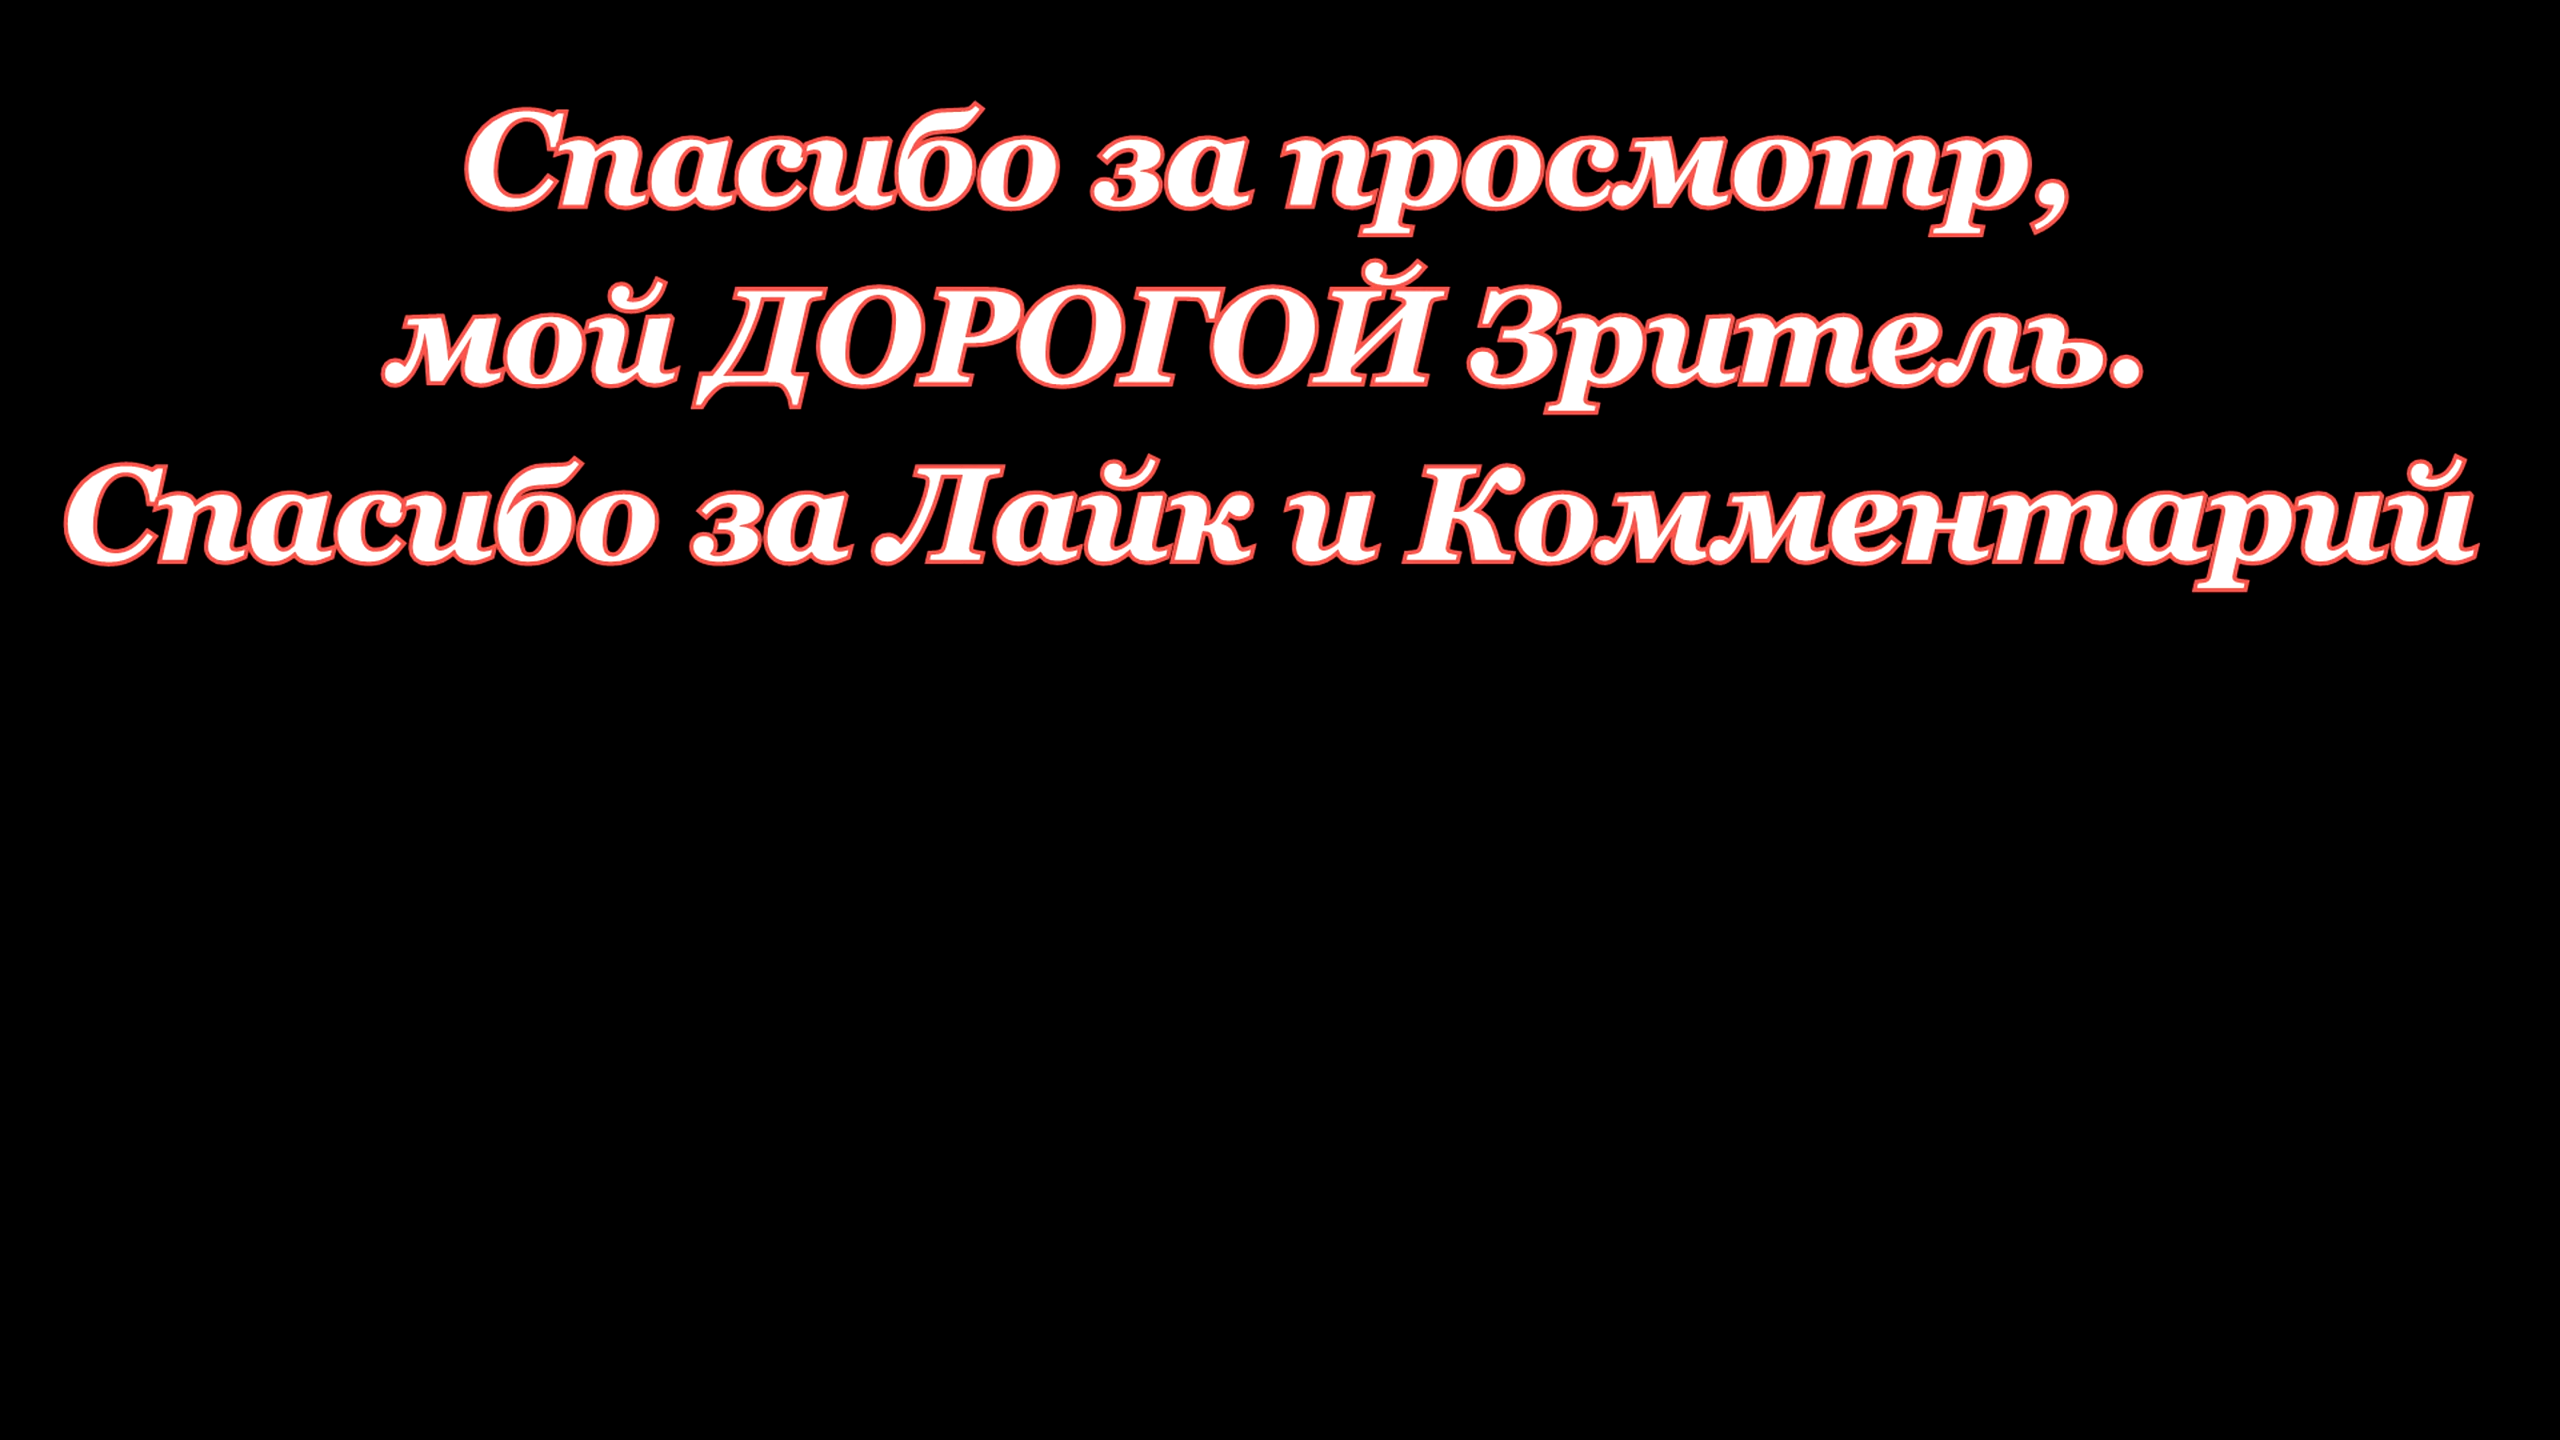 Спасибо за просмотр,
мой ДОРОГОЙ Зритель.
Спасибо за Лайк и Комментарий